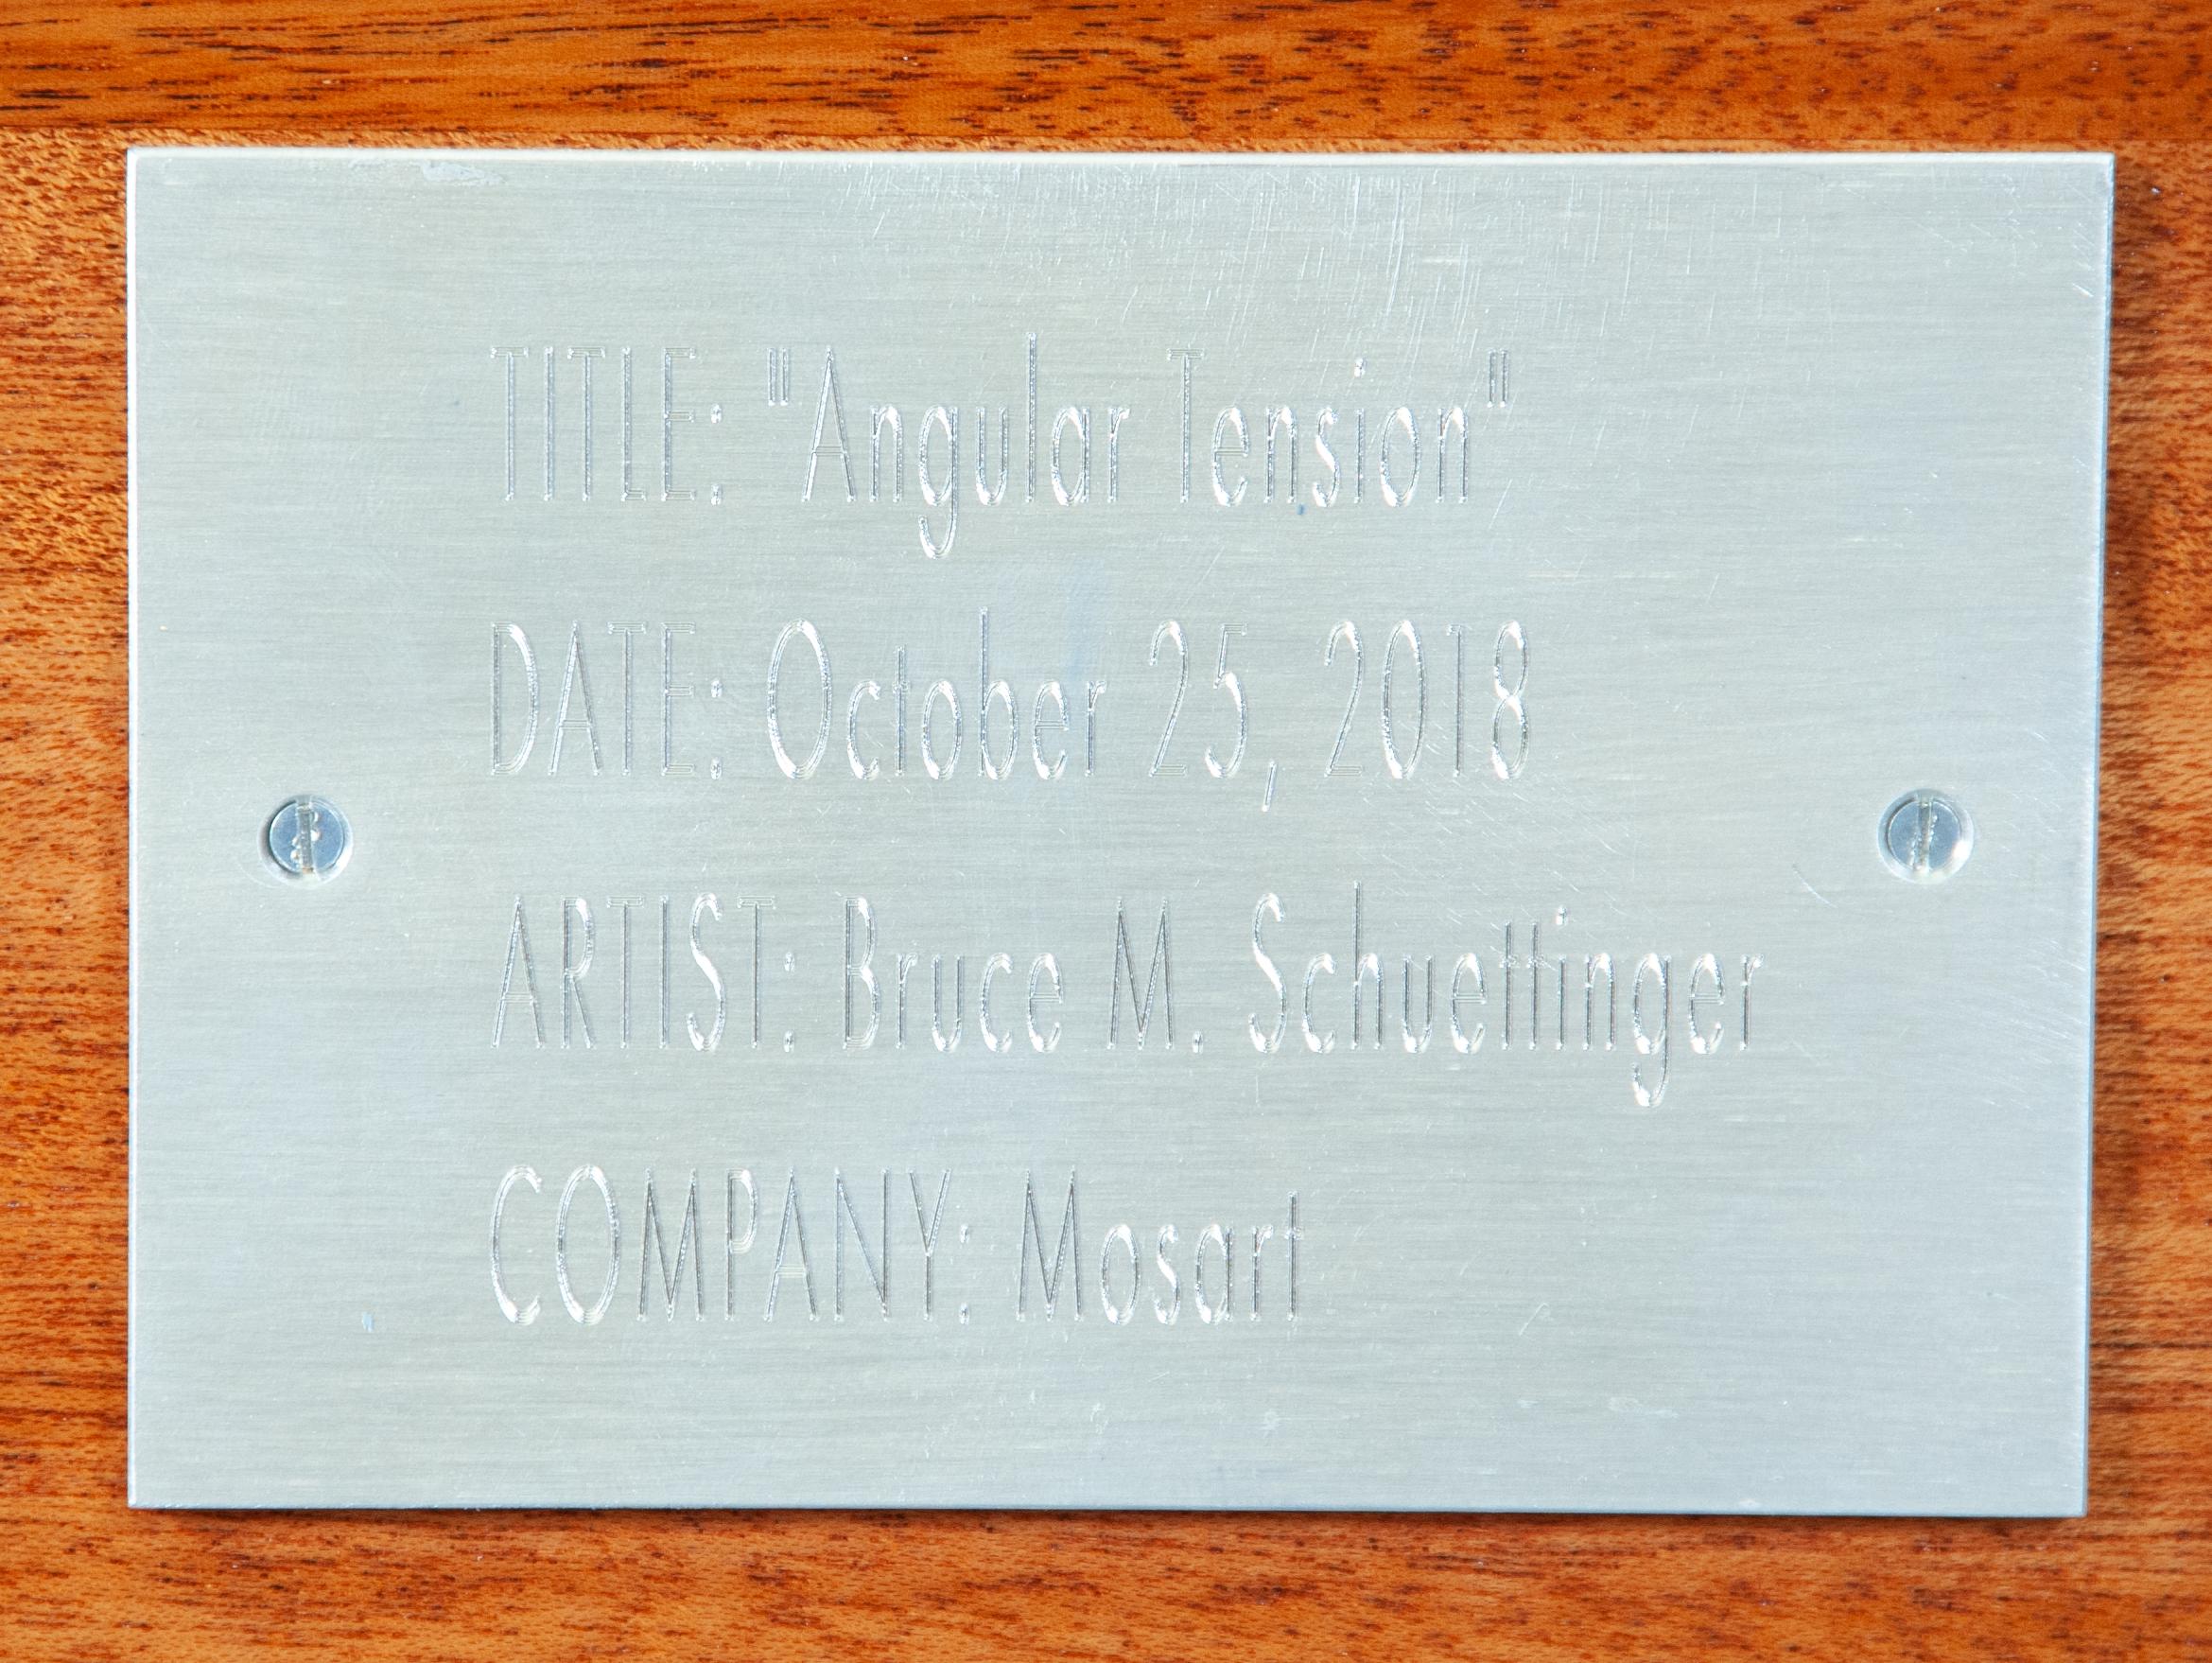 TITLE: "Angular Tension"
DATE: October 25, 2018
ARTIST: Bruce M. Schuettinger
COMPANY: Mosart